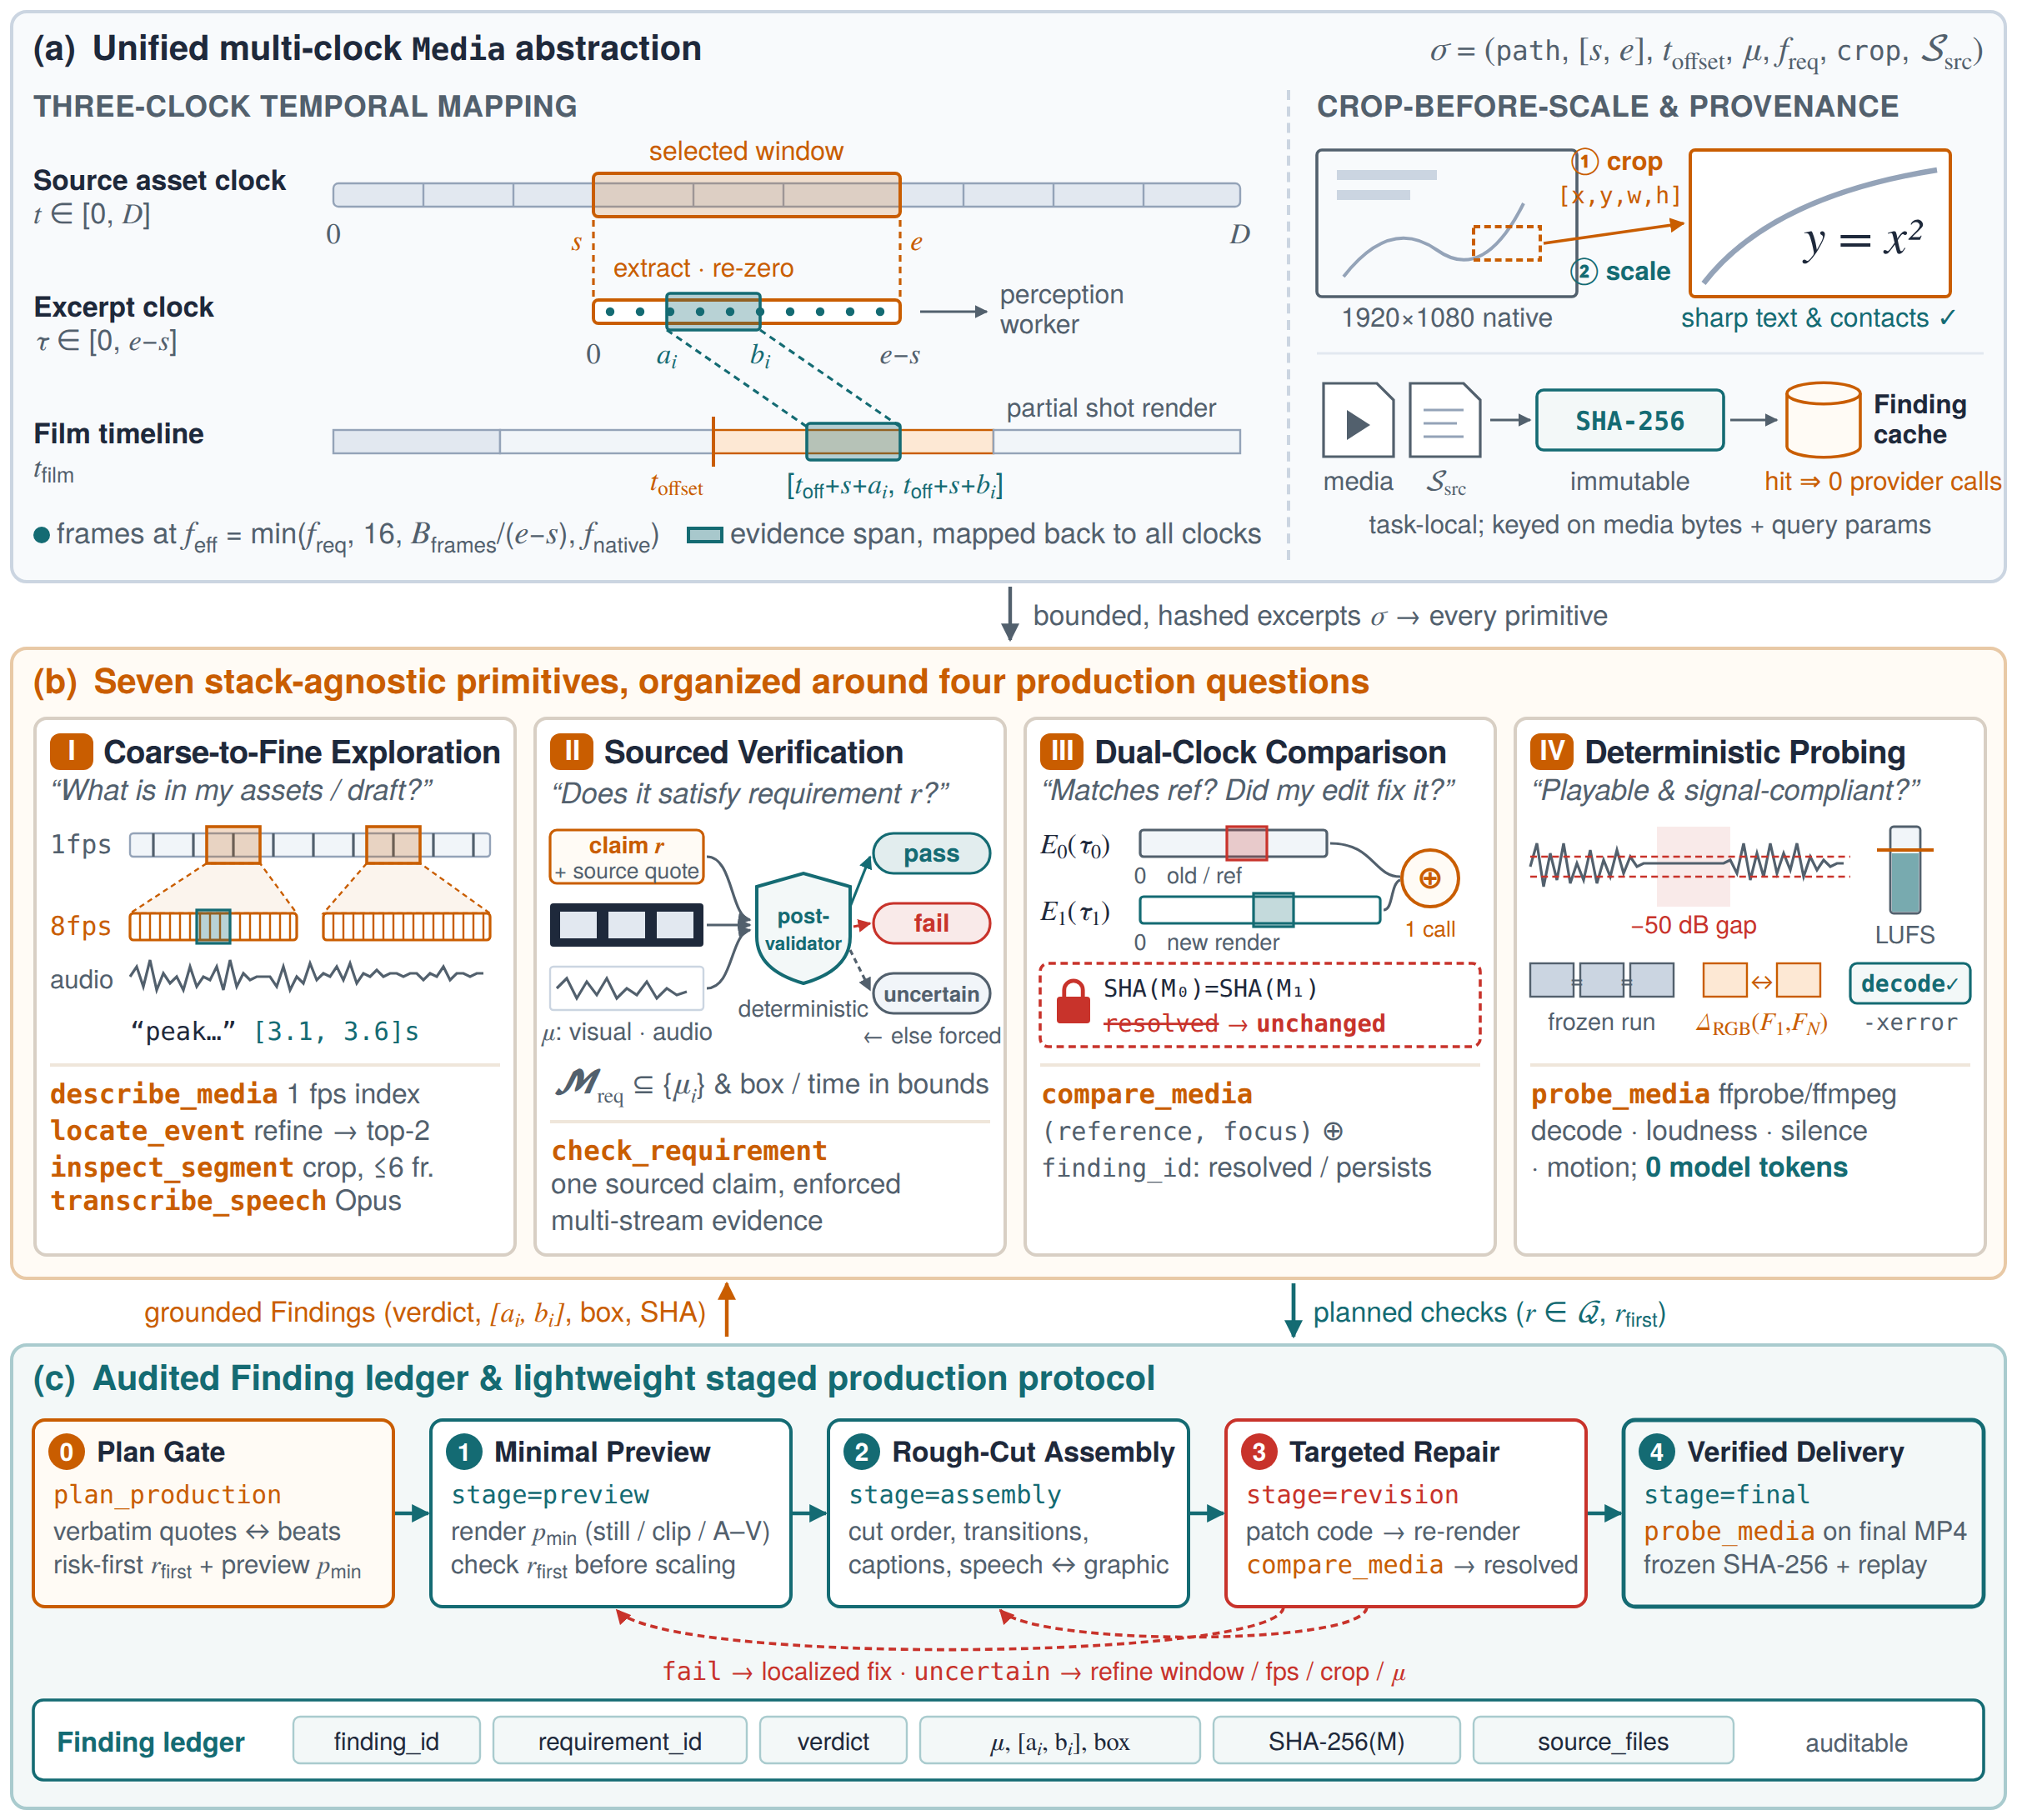 (a) Unified multi-clock Media abstraction
σ = (path, [s, e], t_offset, μ, f_req, crop, 𝒮_src)
THREE-CLOCK TEMPORAL MAPPING
selected window
Source asset clock
t ∈ [0, D]
0
s
e
D
extract · re-zero
Excerpt clock
τ ∈ [0, e−s]
perception
worker
0
a_i
b_i
e−s
partial shot render
Film timeline
t_film
t_offset
[t_off+s+a_i, t_off+s+b_i]
frames at f_eff = min(f_req, 16, B_frames/(e−s), f_native)
evidence span, mapped back to all clocks
CROP-BEFORE-SCALE & PROVENANCE
① crop
[x,y,w,h]
② scale
y = x²
1920×1080 native
sharp text & contacts ✓
SHA-256
Finding
cache
media
𝒮_src
immutable
hit ⇒ 0 provider calls
task-local; keyed on media bytes + query params
bounded, hashed excerpts σ → every primitive
(b) Seven stack-agnostic primitives, organized around four production questions
I Coarse-to-Fine Exploration
“What is in my assets / draft?”
1fps
8fps
audio
“peak…” [3.1, 3.6]s
describe_media 1 fps index
locate_event refine → top-2
inspect_segment crop, ≤6 fr.
transcribe_speech Opus
II Sourced Verification
“Does it satisfy requirement r?”
claim r
+ source quote
post-
validator
pass
fail
uncertain
deterministic
μ: visual · audio
← else forced
ℳ_req ⊆ {μ_i} & box / time in bounds
check_requirement
one sourced claim, enforced
multi-stream evidence
III Dual-Clock Comparison
“Matches ref? Did my edit fix it?”
E₀(τ₀)
0 old / ref
E₁(τ₁)
0 new render
⊕
1 call
SHA(M₀)=SHA(M₁)
resolved → unchanged
compare_media
(reference, focus) ⊕
finding_id: resolved / persists
IV Deterministic Probing
“Playable & signal-compliant?”
−50 dB gap
LUFS
= =
↔
decode✓
frozen run
Δ_RGB(F₁,F_N)
-xerror
probe_media ffprobe/ffmpeg
decode · loudness · silence
· motion; 0 model tokens
grounded Findings (verdict, [a_i, b_i], box, SHA)
planned checks (r ∈ 𝒬, r_first)
(c) Audited Finding ledger & lightweight staged production protocol
0 Plan Gate
plan_production
verbatim quotes ↔ beats
risk-first r_first + preview p_min
1 Minimal Preview
stage=preview
render p_min (still / clip / A–V)
check r_first before scaling
2 Rough-Cut Assembly
stage=assembly
cut order, transitions,
captions, speech ↔ graphic
3 Targeted Repair
stage=revision
patch code → re-render
compare_media → resolved
4 Verified Delivery
stage=final
probe_media on final MP4
frozen SHA-256 + replay
fail → localized fix · uncertain → refine window / fps / crop / μ
Finding ledger
finding_id
requirement_id
verdict
μ, [a_i, b_i], box
SHA-256(M)
source_files
auditable